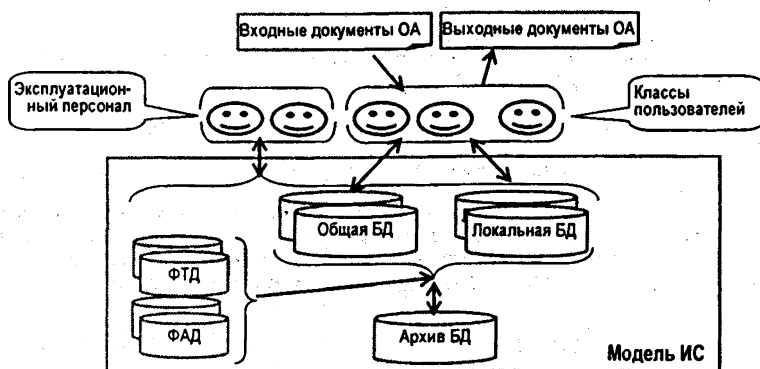 Входные документы ОА
Выходные документы ОА
Эксплуатацион-
ный персонал
Классы
пользователей
Общая БД
Локальная БД
ФТД
ФАД
Архив БД
Модель ИС